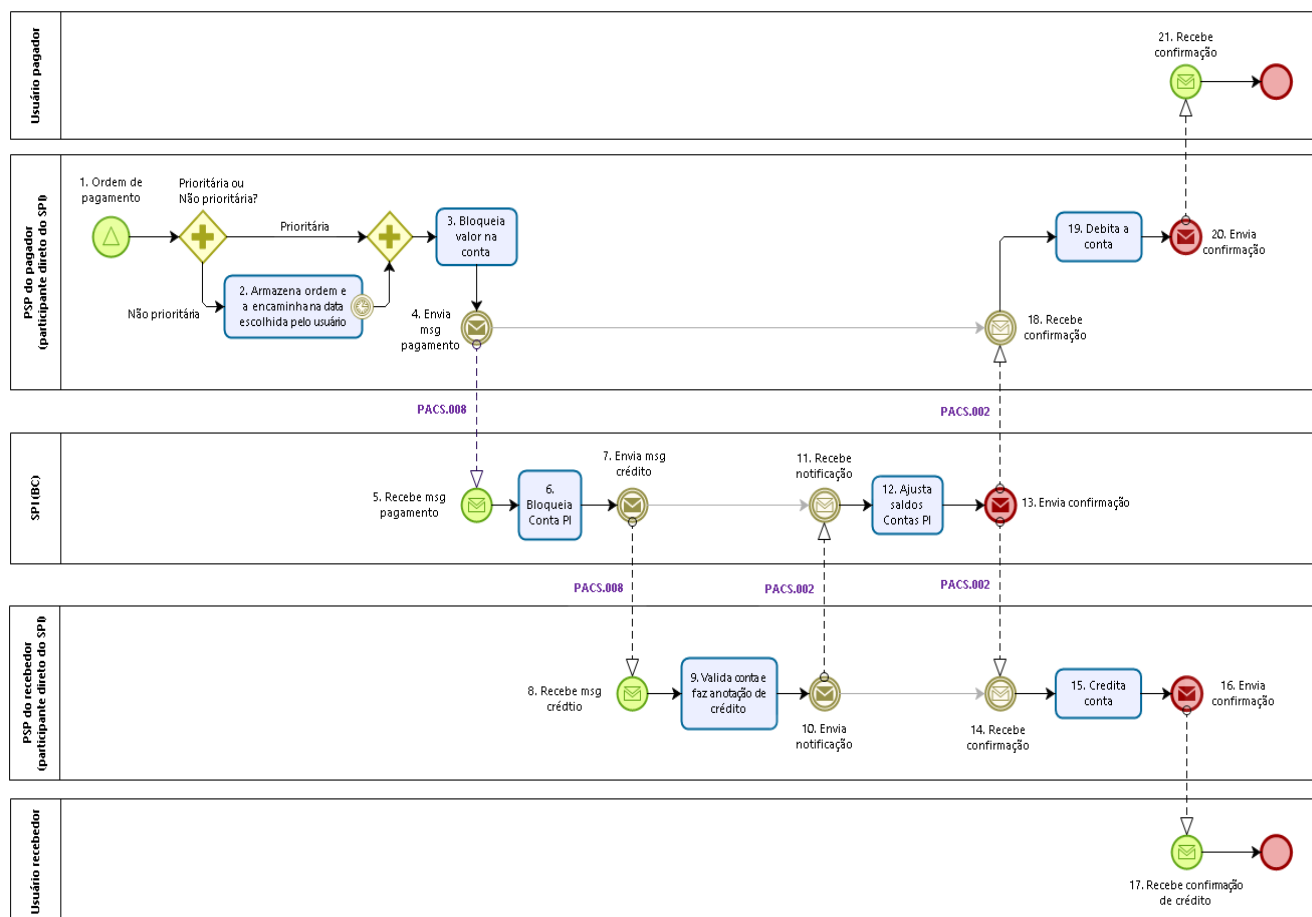 Usuário pagador
21. Recebe
confirmação
PSP do pagador
(participante direto do SPI)
1. Ordem de
pagamento
Prioritária ou
Não prioritária?
Prioritária
Não prioritária
2. Armazena ordem e
a encaminha na data
escolhida pelo usuário
3. Bloqueia
valor na
conta
4. Envia
msg
pagamento
18. Recebe
confirmação
19. Debita a
conta
20. Envia
confirmação
PACS.008
PACS.002
SPI (BC)
5. Recebe msg
pagamento
6.
Bloqueia
Conta PI
7. Envia msg
crédito
11. Recebe
notificação
12. Ajusta
saldos
Contas PI
13. Envia confirmação
PACS.008
PACS.002
PACS.002
PSP do recebedor
(participante direto do SPI)
8. Recebe msg
crédtio
9. Valida conta e
faz anotação de
crédito
10. Envia
notificação
14. Recebe
confirmação
15. Credita
conta
16. Envia
confirmação
Usuário recebedor
17. Recebe confirmação
de crédito